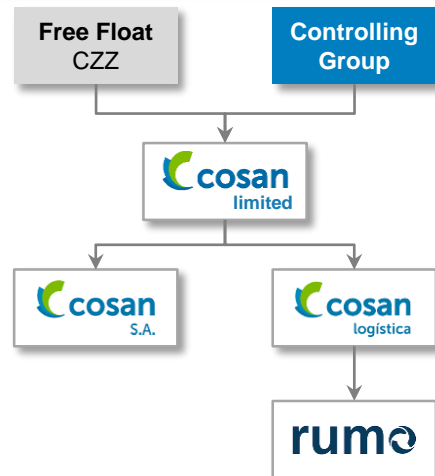 Free Float
CZZ
Controlling
Group
cosan
limited
cosan
S.A.
cosan
logística
rumo